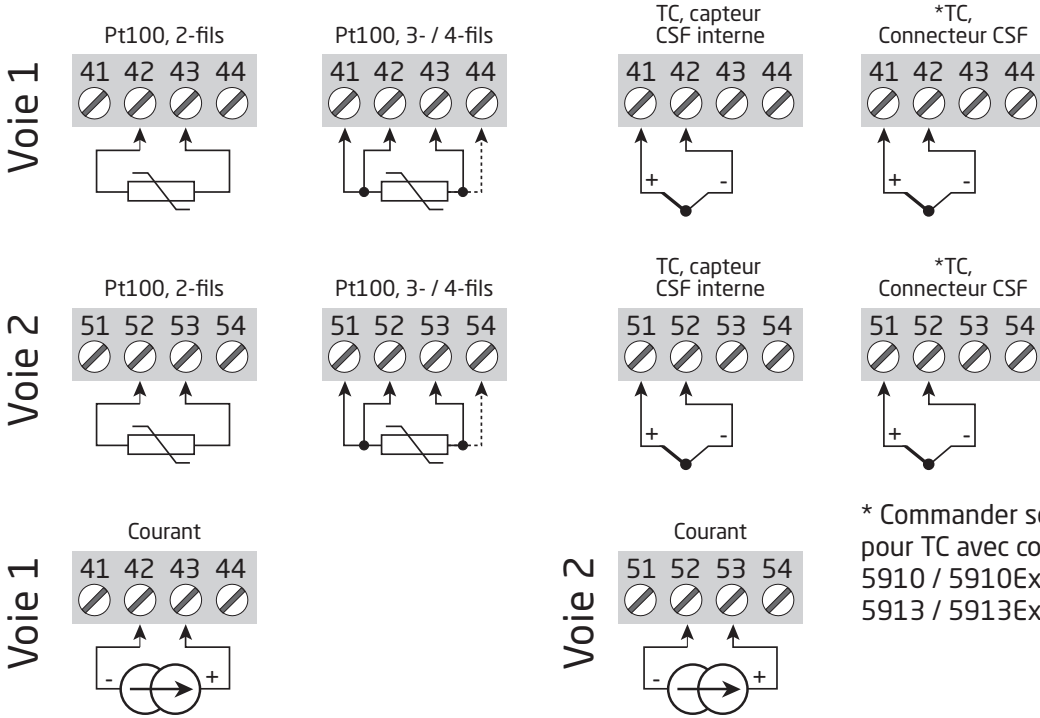 Voie 1
Pt100, 2-fils
41 42 43 44
Pt100, 3- / 4-fils
41 42 43 44
TC, capteur
CSF interne
41 42 43 44
+ -
*TC,
Connecteur CSF
41 42 43 44
+ -
Voie 2
Pt100, 2-fils
51 52 53 54
Pt100, 3- / 4-fils
51 52 53 54
TC, capteur
CSF interne
51 52 53 54
+ -
*TC,
Connecteur CSF
51 52 53 54
+ -
Voie 1
Courant
41 42 43 44
- +
Voie 2
Courant
51 52 53 54
- +
* Commander
pour TC avec
5910 / 5910Ex
5913 / 5913Ex